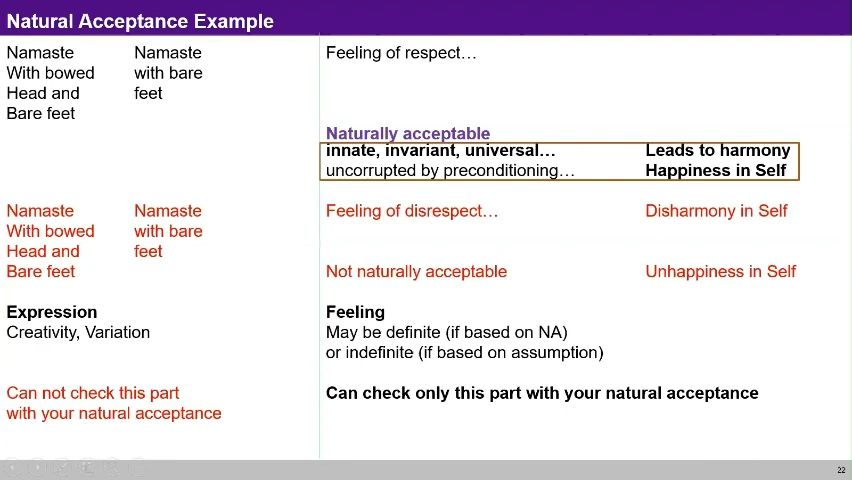 Natural Acceptance Example
Namaste
With bowed
Head and
Bare feet
Namaste
with bare
feet
Feeling of respect…
Naturally acceptable
innate, invariant, universal…
uncorrupted by preconditioning…
Leads to harmony
Happiness in Self
Namaste
With bowed
Head and
Bare feet
Namaste
with bare
feet
Feeling of disrespect…
Disharmony in Self
Not naturally acceptable
Unhappiness in Self
Expression
Creativity, Variation
Feeling
May be definite (if based on NA)
or indefinite (if based on assumption)
Can not check this part
with your natural acceptance
Can check only this part with your natural acceptance
22